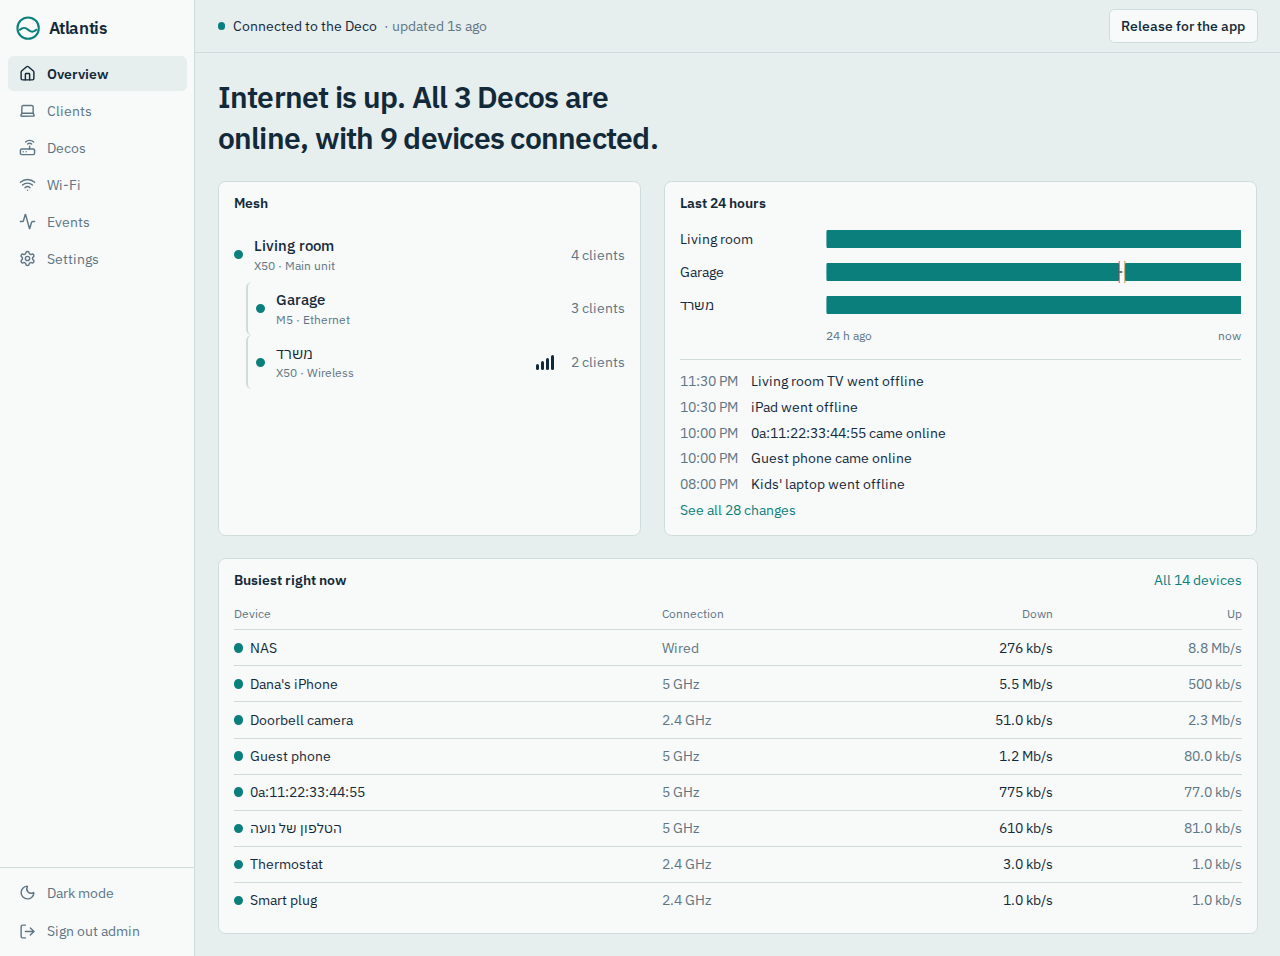 Atlantis
Overview
Clients
Decos
Wi-Fi
Events
Settings
Dark mode
Sign out admin
Connected to the Deco · updated 1s ago
Release for the app
Internet is up. All 3 Decos are
online, with 9 devices connected.
Mesh
Living room
X50 · Main unit
4 clients
Garage
M5 · Ethernet
3 clients
משרד
X50 · Wireless
2 clients
Last 24 hours
Living room
Garage
משרד
24 h ago now
11:30 PM Living room TV went offline
10:30 PM iPad went offline
10:00 PM 0a:11:22:33:44:55 came online
10:00 PM Guest phone came online
08:00 PM Kids' laptop went offline
See all 28 changes
Busiest right now All 14 devices
Device Connection Down Up
NAS Wired 276 kb/s 8.8 Mb/s
Dana's iPhone 5 GHz 5.5 Mb/s 500 kb/s
Doorbell camera 2.4 GHz 51.0 kb/s 2.3 Mb/s
Guest phone 5 GHz 1.2 Mb/s 80.0 kb/s
0a:11:22:33:44:55 5 GHz 775 kb/s 77.0 kb/s
הטלפון של נועה 5 GHz 610 kb/s 81.0 kb/s
Thermostat 2.4 GHz 3.0 kb/s 1.0 kb/s
Smart plug 2.4 GHz 1.0 kb/s 1.0 kb/s